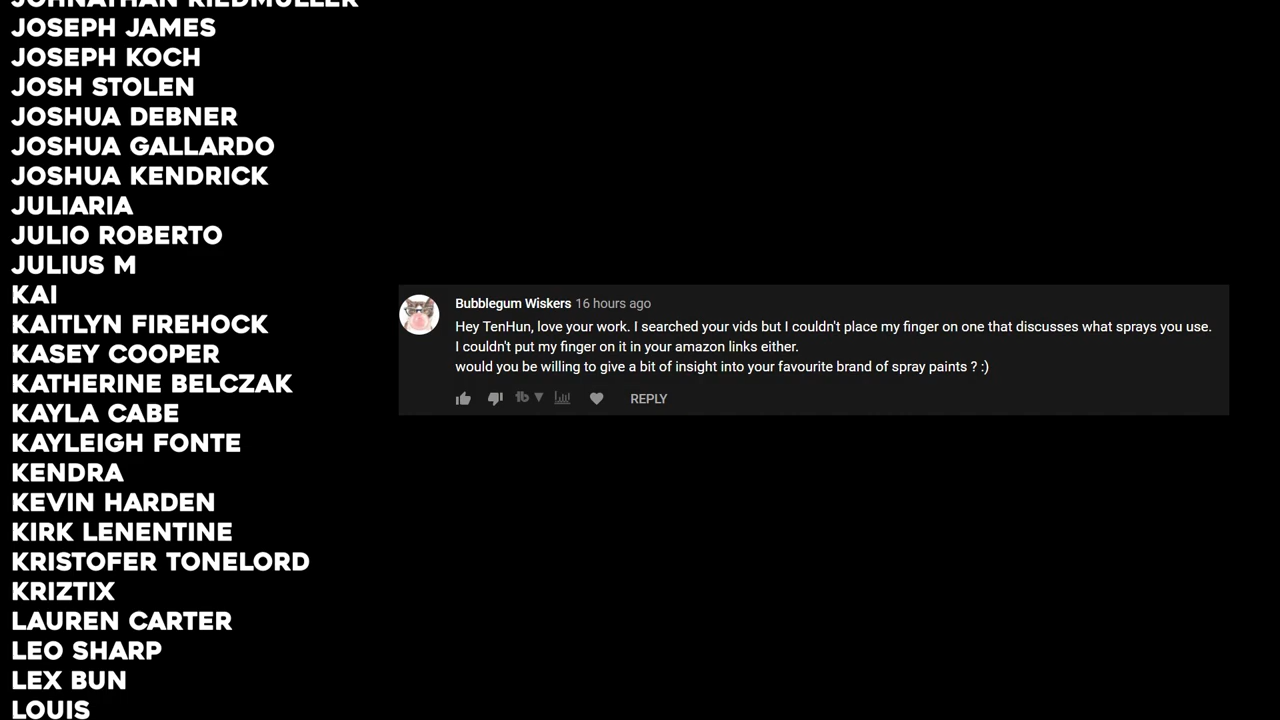 JOHNATHAN RIEDMULLER
JOSEPH JAMES
JOSEPH KOCH
JOSH STOLEN
JOSHUA DEBNER
JOSHUA GALLARDO
JOSHUA KENDRICK
JULIARIA
JULIO ROBERTO
JULIUS M
KAI
KAITLYN FIREHOCK
KASEY COOPER
KATHERINE BELCZAK
KAYLA CABE
KAYLEIGH FONTE
KENDRA
KEVIN HARDEN
KIRK LENENTINE
KRISTOFER TONELORD
KRIZTIX
LAUREN CARTER
LEO SHARP
LEX BUN
LOUIS
Bubblegum Wiskers 16 hours ago
Hey TenHun, love your work. I searched your vids but I couldn't place my finger on one that discusses what sprays you use.
I couldn't put my finger on it in your amazon links either.
would you be willing to give a bit of insight into your favourite brand of spray paints ? :)
REPLY